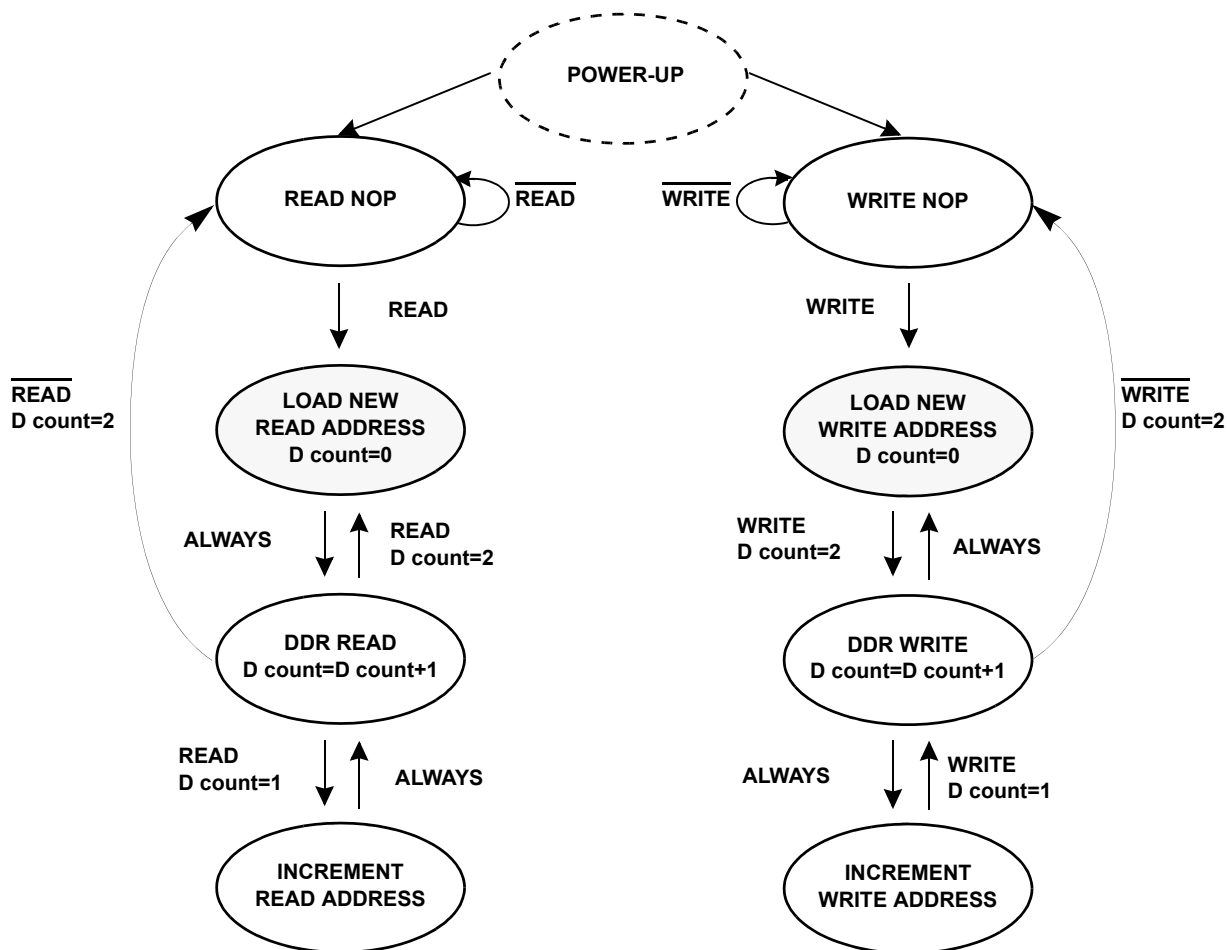 POWER-UP
READ NOP
READ
WRITE
WRITE NOP
READ
WRITE
READ
D count=2
LOAD NEW
READ ADDRESS
D count=0
LOAD NEW
WRITE ADDRESS
D count=0
WRITE
D count=2
ALWAYS
READ
D count=2
WRITE
D count=2
ALWAYS
DDR READ
D count=D count+1
DDR WRITE
D count=D count+1
READ
D count=1
ALWAYS
ALWAYS
WRITE
D count=1
INCREMENT
READ ADDRESS
INCREMENT
WRITE ADDRESS